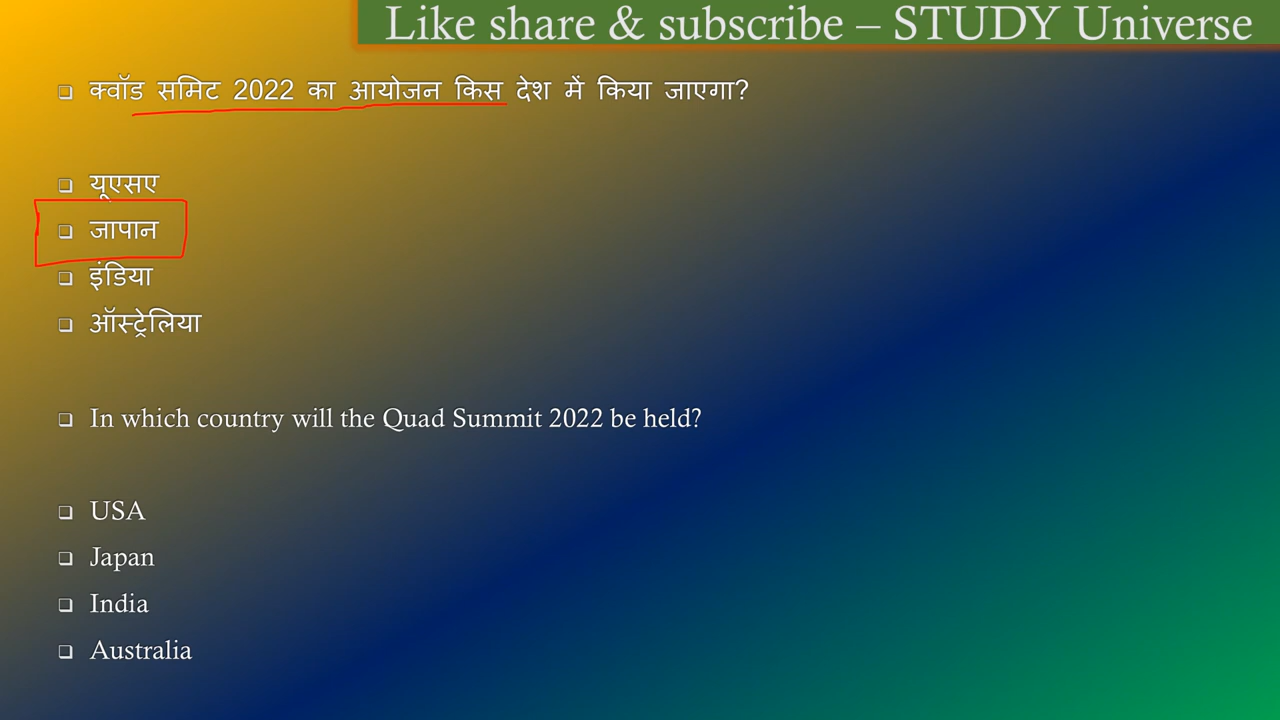 Like share & subscribe – STUDY Universe
क्वॉड समिट 2022 का आयोजन किस देश में किया जाएगा?
यूएसए
जापान
इंडिया
ऑस्ट्रेलिया
In which country will the Quad Summit 2022 be held?
USA
Japan
India
Australia